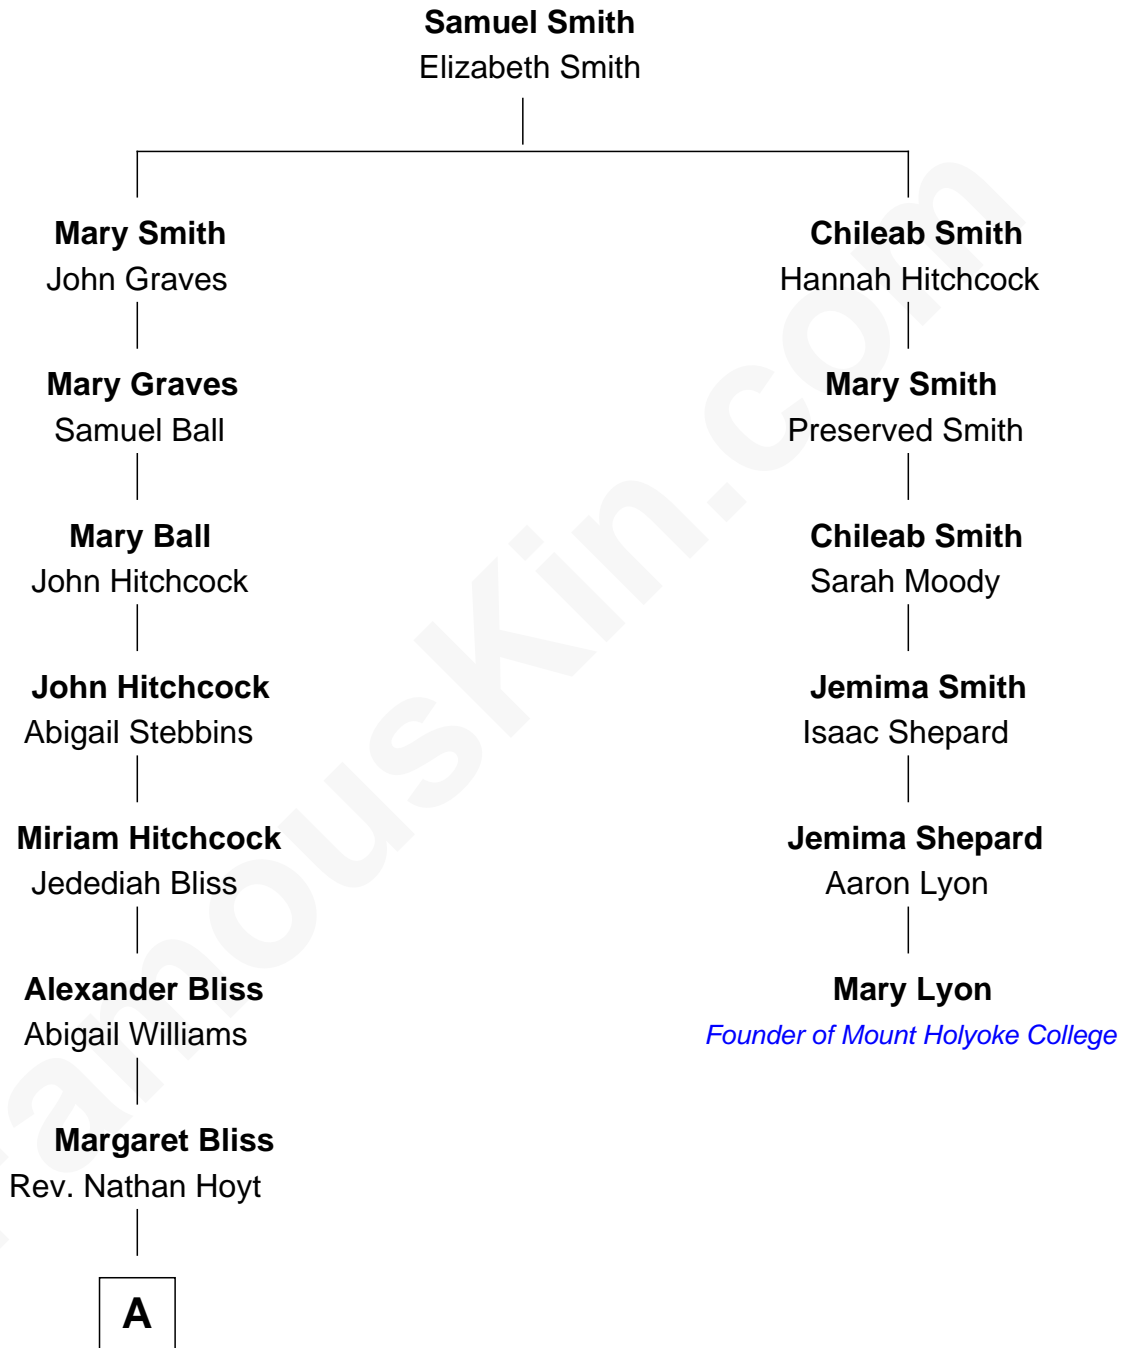 Samuel Smith
Elizabeth Smith
Mary Smith
John Graves
Chileab Smith
Hannah Hitchcock
Mary Graves
Samuel Ball
Mary Smith
Preserved Smith
Mary Ball
John Hitchcock
Chileab Smith
Sarah Moody
John Hitchcock
Abigail Stebbins
Jemima Smith
Isaac Shepard
Miriam Hitchcock
Jedediah Bliss
Jemima Shepard
Aaron Lyon
Alexander Bliss
Abigail Williams
Mary Lyon
Founder of Mount Holyoke College
Margaret Bliss
Rev. Nathan Hoyt
A
FamousKin.com